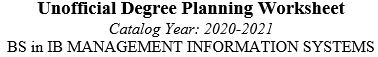 Unofficial Degree Planning Worksheet
Catalog Year: 2020-2021
BS in IB MANAGEMENT INFORMATION SYSTEMS